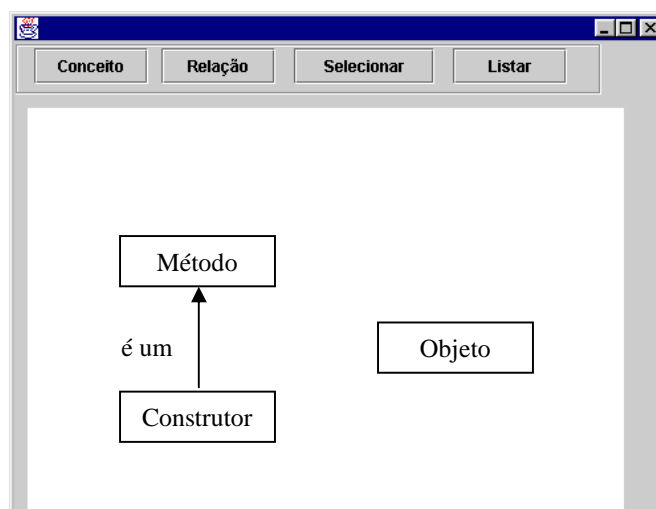 Conceito Relação Selecionar Listar
Método
é um
Objeto
Construtor